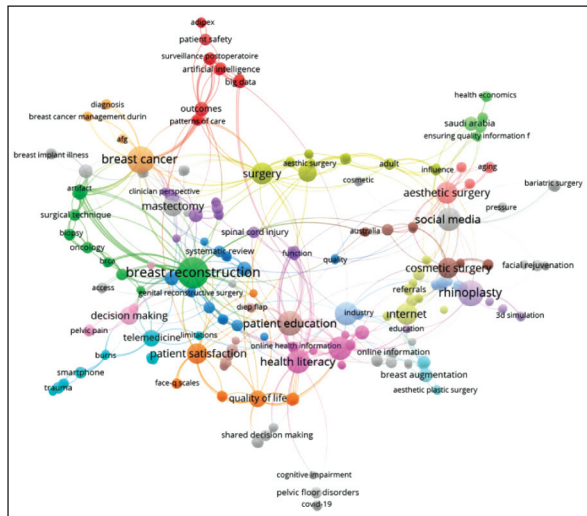 adipex
patient safety
surveillance postoperatoire
artificial intelligence
big data
health economics
diagnosis
outcomes
saudi arabia
breast cancer management durin
patterns of care
ensuring quality information f
afg
breast implant illness
breast cancer
aesthic surgery
adult
influence
aging
surgery
cosmetic
bariatric surgery
artifact
clinician perspective
aesthetic surgery
mastectomy
pressure
surgical technique
social media
spinal cord injury
australia
biopsy
systematic review
function
oncology
quality
brca
breast reconstruction
cosmetic surgery
facial rejuvenation
access
genital reconstructive surgery
referrals
rhinoplasty
diep flap
industry
decision making
internet
3d simulation
patient education
pelvic pain
education
telemedicine
limitations
online health information
online information
burns
patient satisfaction
health literacy
smartphone
breast augmentation
trauma
face-q scales
aesthetic plastic surgery
quality of life
shared decision making
cognitive impairment
pelvic floor disorders
covid-19